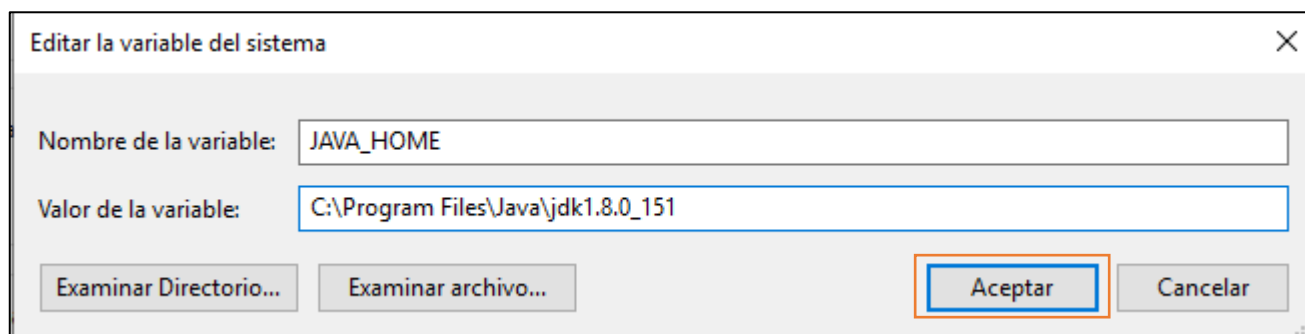 Editar la variable del sistema
Nombre de la variable: JAVA_HOME
Valor de la variable: C:\Program Files\Java\jdk1.8.0_151
Examinar Directorio... Examinar archivo... Aceptar Cancelar